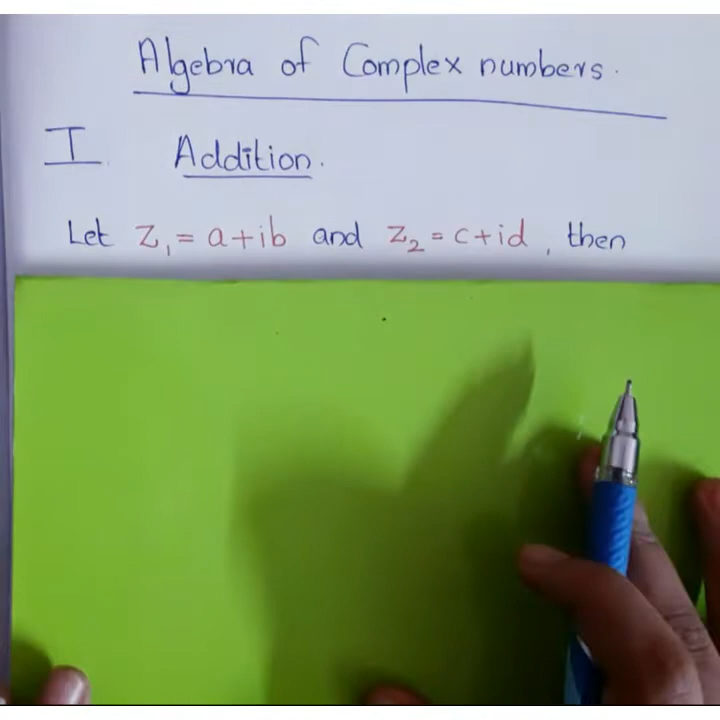 Algebra of Complex numbers.
I Addition.
Let Z₁ = a+ib and Z₂ = c+id, then